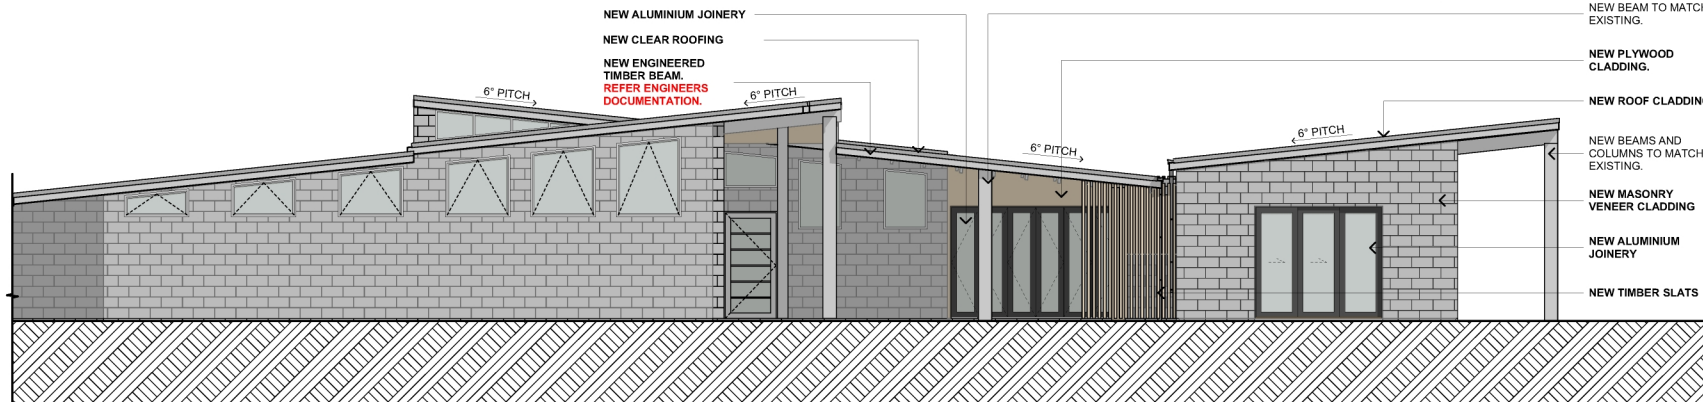 NEW ALUMINIUM JOINERY
NEW CLEAR ROOFING
NEW ENGINEERED
TIMBER BEAM.
REFER ENGINEERS
DOCUMENTATION.
6° PITCH
6° PITCH
6° PITCH
6° PITCH
NEW BEAM TO MATCH
EXISTING.
NEW PLYWOOD
CLADDING.
NEW ROOF CLADDING
NEW BEAMS AND
COLUMNS TO MATCH
EXISTING.
NEW MASONRY
VENEER CLADDING
NEW ALUMINIUM
JOINERY
NEW TIMBER SLATS